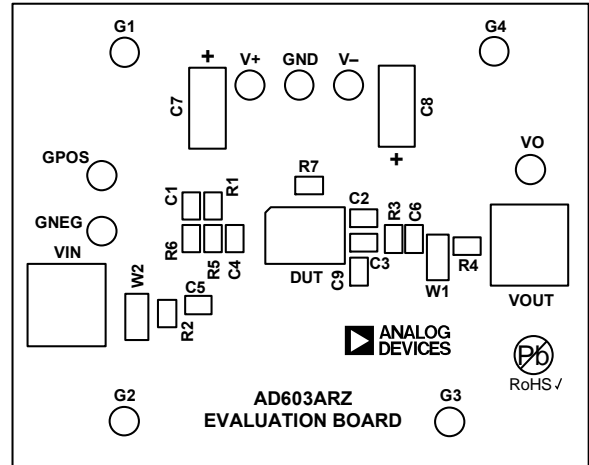 G1
G4
V+
GND
V–
+
C7
C8
+
GPOS
VO
R7
C1
R1
C2
R3
C6
GNEG
VIN
R6
R5
C4
W2
C5
R2
DUT
C9
C3
W1
R4
VOUT
ANALOG
DEVICES
Pb
RoHS✓
G2
AD603ARZ
EVALUATION BOARD
G3